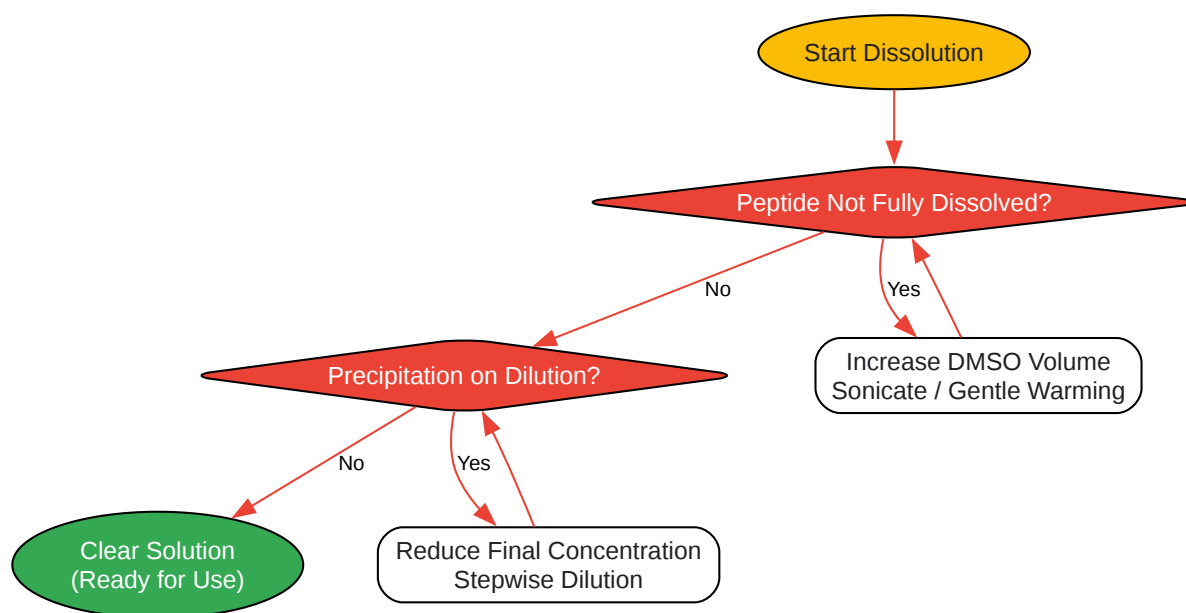 Start Dissolution
Peptide Not Fully Dissolved?
No
Yes
Increase DMSO Volume
Sonicate / Gentle Warming
Precipitation on Dilution?
No
Yes
Clear Solution
(Ready for Use)
Reduce Final Concentration
Stepwise Dilution